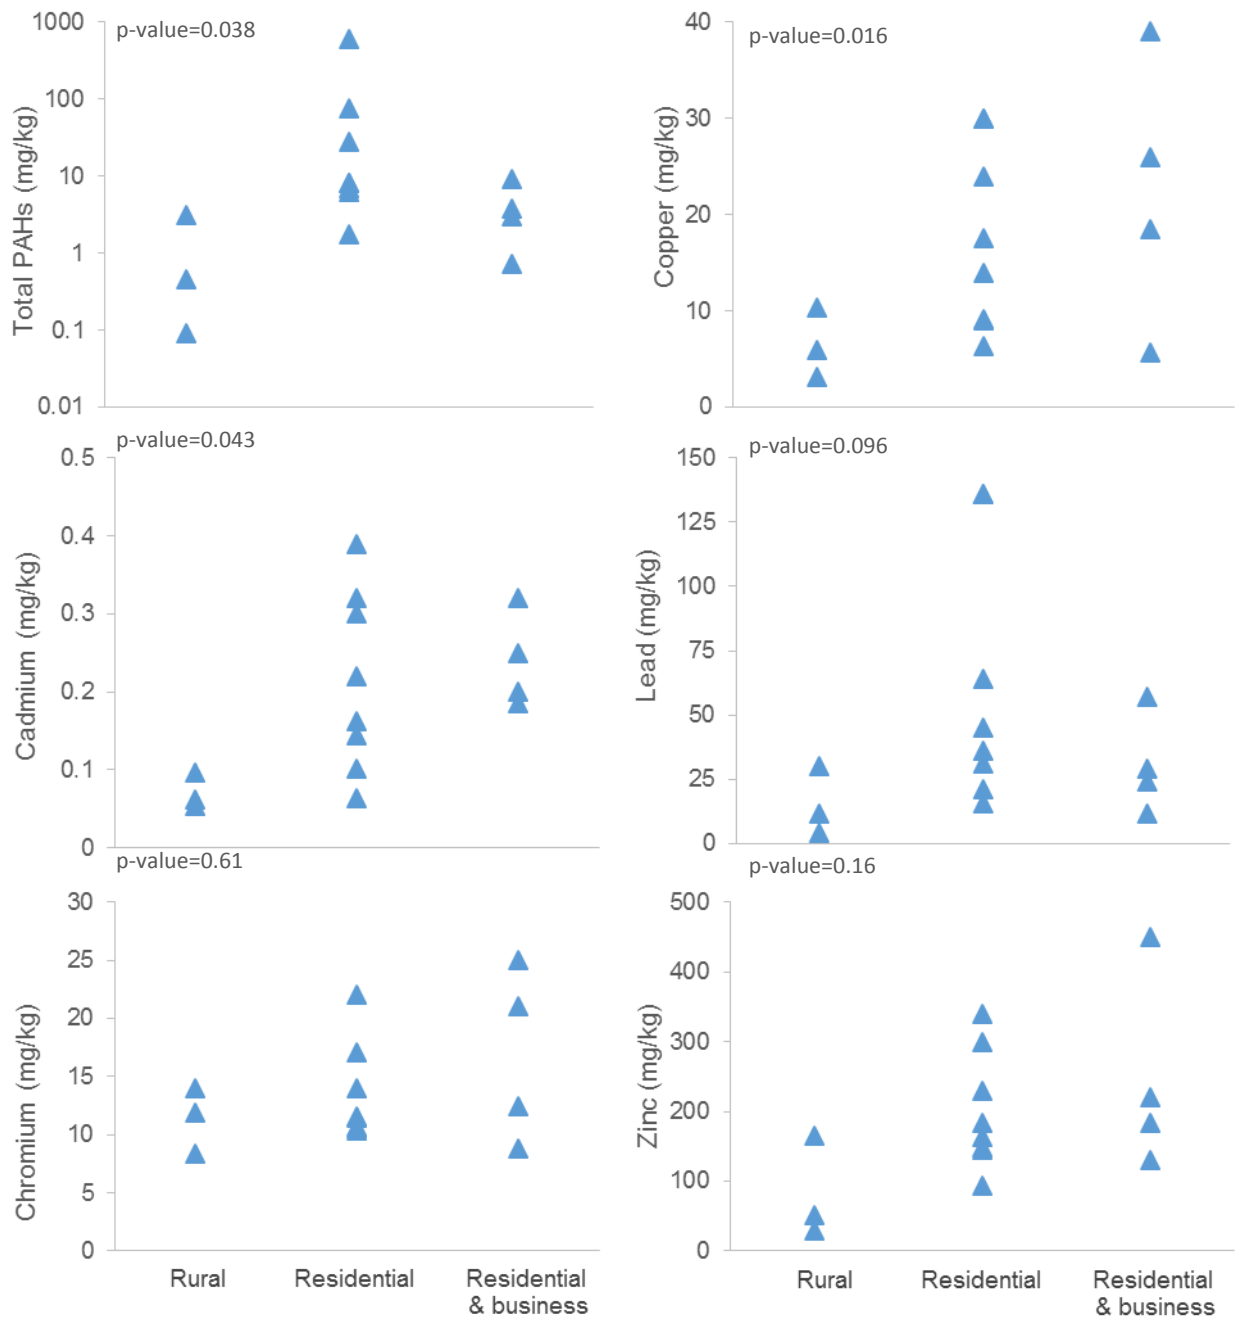 p-value=0.038
Total PAHs (mg/kg)
1000
100
10
1
0.1
0.01
p-value=0.016
Copper (mg/kg)
40
30
20
10
0
p-value=0.043
Cadmium (mg/kg)
0.5
0.4
0.3
0.2
0.1
0
p-value=0.096
Lead (mg/kg)
150
125
100
75
50
25
0
p-value=0.61
Chromium (mg/kg)
30
25
20
15
10
5
0
Rural
Residential
Residential
& business
p-value=0.16
Zinc (mg/kg)
500
400
300
200
100
0
Rural
Residential
Residential
& business